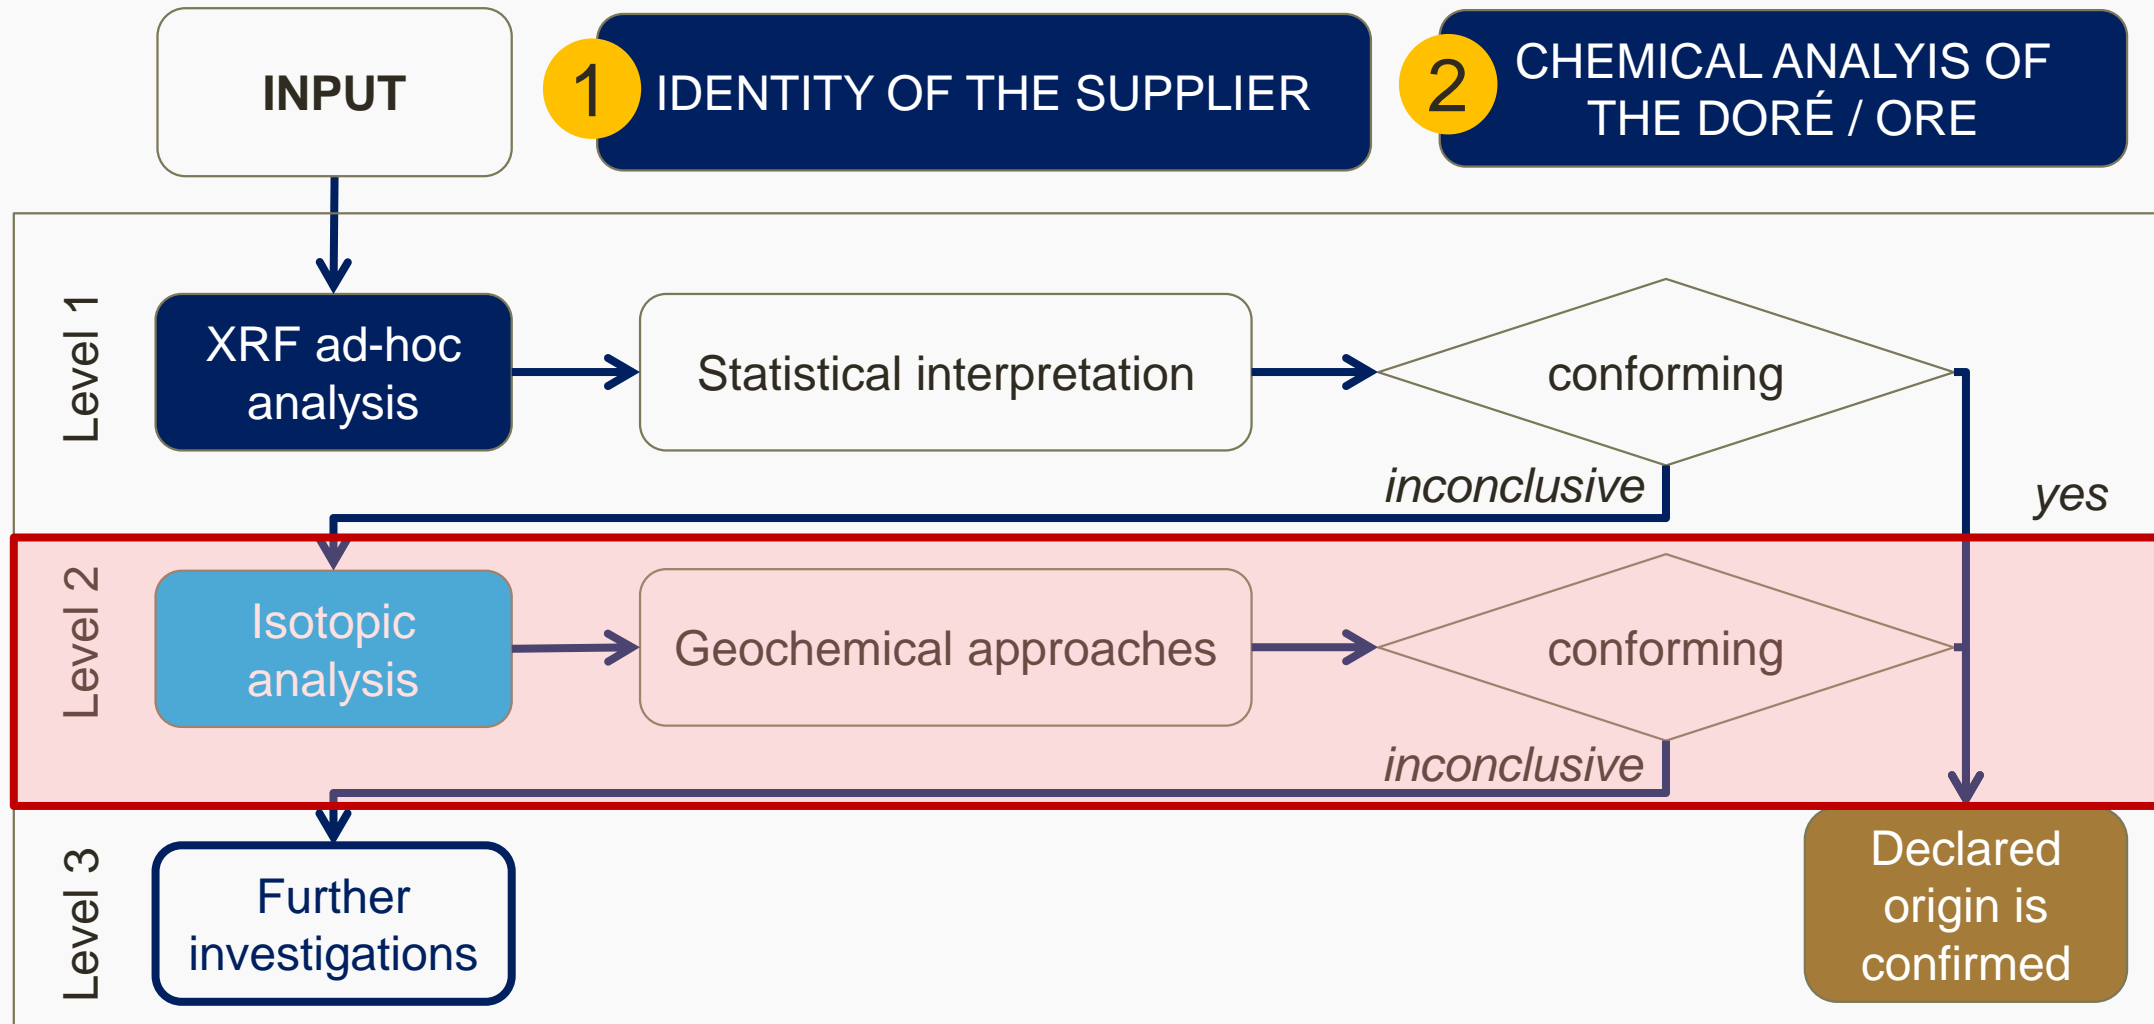 INPUT
1
IDENTITY OF THE SUPPLIER
2
CHEMICAL ANALYIS OF
THE DORÉ / ORE
Level 1
XRF ad-hoc
analysis
Statistical interpretation
conforming
inconclusive
yes
Level 2
Isotopic
analysis
Geochemical approaches
conforming
inconclusive
Level 3
Further
investigations
Declared
origin is
confirmed